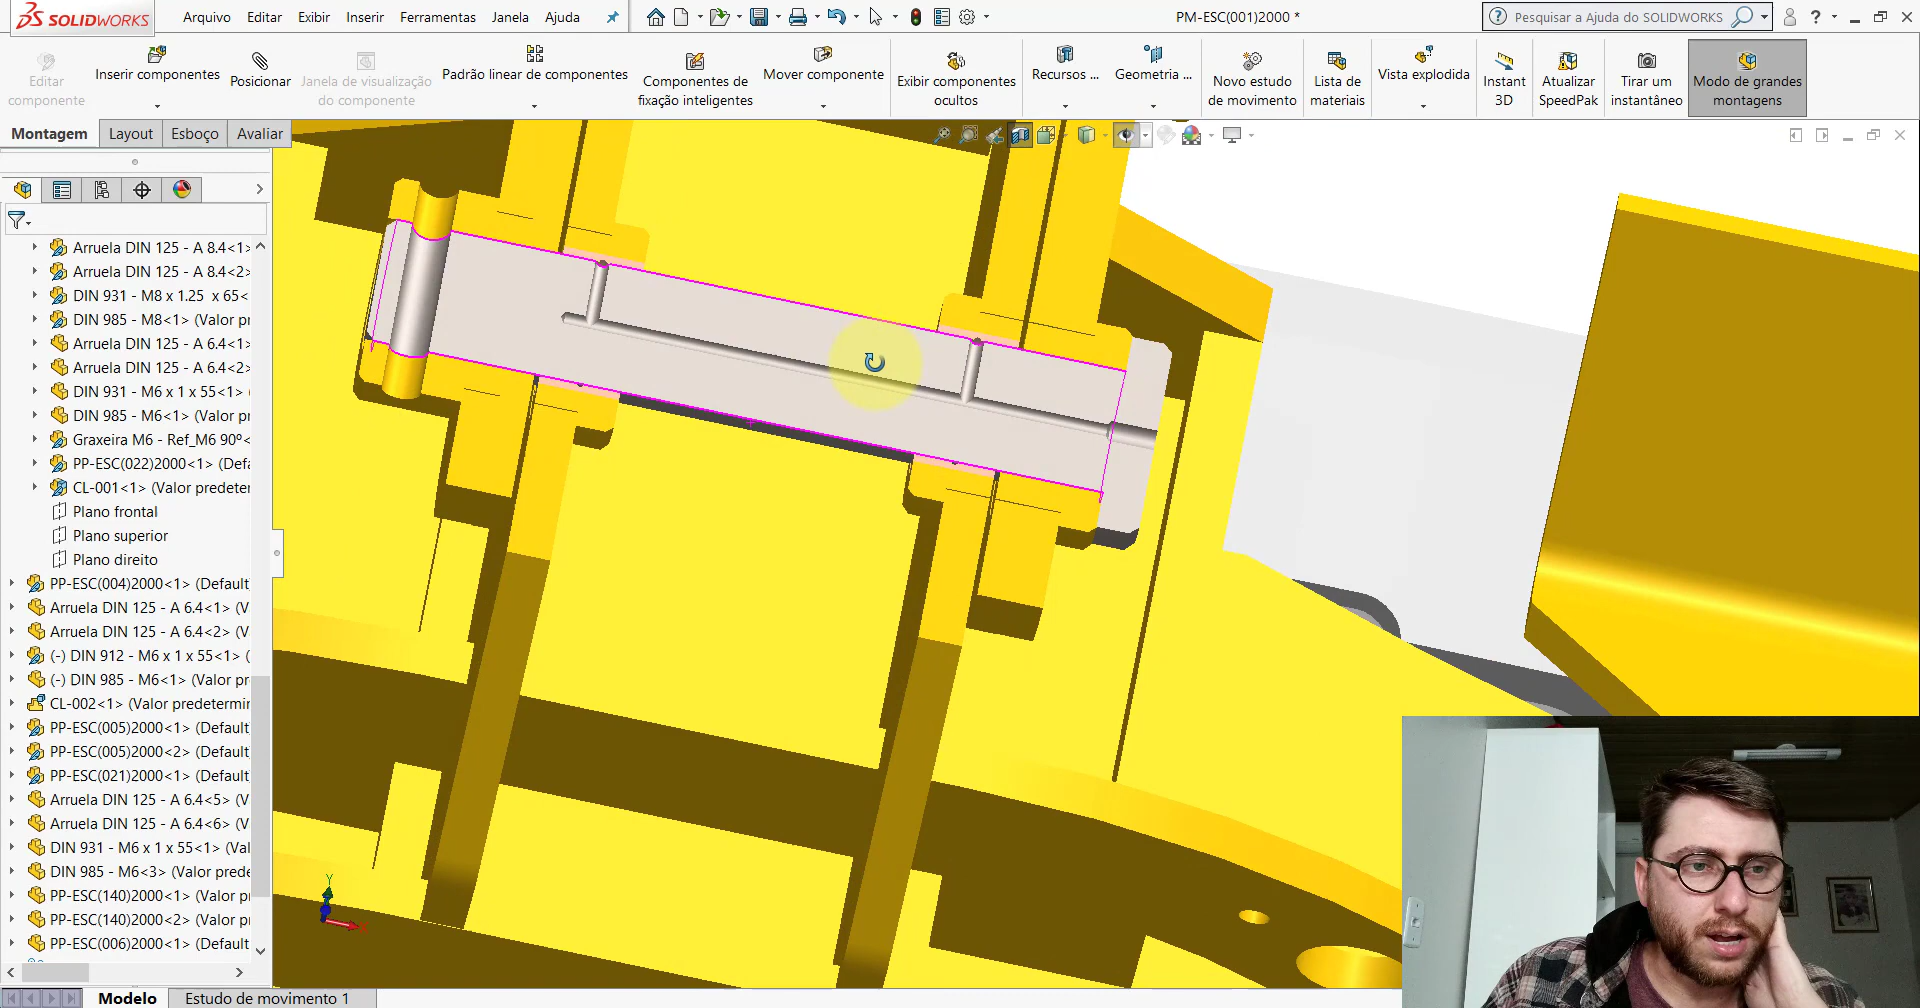 SOLIDWORKS
Arquivo Editar Exibir Inserir Ferramentas Janela Ajuda
PM-ESC(001)2000 *
Pesquisar a Ajuda do SOLIDWORKS
Editar componente
Inserir componentes
Posicionar
Janela de visualização do componente
Padrão linear de componentes
Componentes de fixação inteligentes
Mover componente
Exibir componentes ocultos
Recursos ...
Geometria ...
Novo estudo de movimento
Lista de materiais
Vista explodida
Instant 3D
Atualizar SpeedPak
Tirar um instantâneo
Modo de grandes montagens
Montagem Layout Esboço Avaliar
Arruela DIN 125 - A 8.4<1>
Arruela DIN 125 - A 8.4<2>
DIN 931 - M8 x 1.25 x 65<
DIN 985 - M8<1> (Valor pr
Arruela DIN 125 - A 6.4<1>
Arruela DIN 125 - A 6.4<2>
DIN 931 - M6 x 1 x 55<1>
DIN 985 - M6<1> (Valor pr
Graxeira M6 - Ref_M6 90º<
PP-ESC(022)2000<1> (Defa
CL-001<1> (Valor predeter
Plano frontal
Plano superior
Plano direito
PP-ESC(004)2000<1> (Default
Arruela DIN 125 - A 6.4<1> (V
Arruela DIN 125 - A 6.4<2> (V
(-) DIN 912 - M6 x 1 x 55<1> (
(-) DIN 985 - M6<1> (Valor pr
CL-002<1> (Valor predetermir
PP-ESC(005)2000<1> (Default
PP-ESC(005)2000<2> (Default
PP-ESC(021)2000<1> (Default
Arruela DIN 125 - A 6.4<5> (V
Arruela DIN 125 - A 6.4<6> (V
DIN 931 - M6 x 1 x 55<1> (Val
DIN 985 - M6<3> (Valor prede
PP-ESC(140)2000<1> (Valor p
PP-ESC(140)2000<2> (Valor p
PP-ESC(006)2000<1> (Default
Y
X
Modelo Estudo de movimento 1